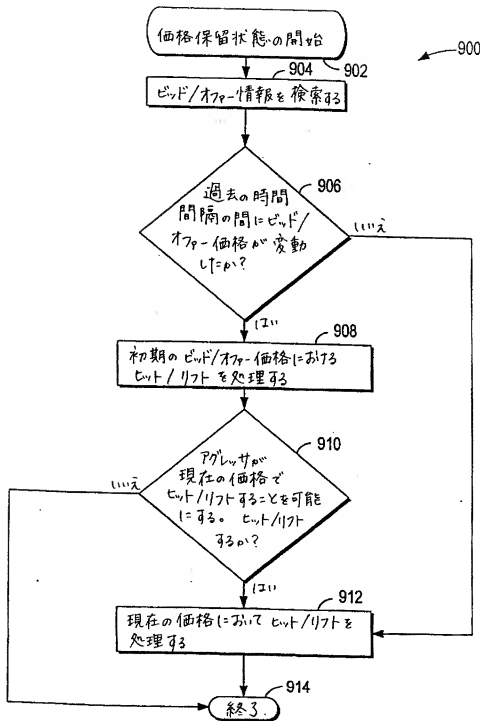 価格保留状態の開始
902
900
904
ビッド/オファー情報を検索する
906
過去の時間
間隔の間にビッド/
オファー価格が変動
したか?
いいえ
はい
908
初期のビッド/オファー価格における
ヒット/リフトを処理する
910
アグレッサが
現在の価格で
ヒット/リフトすることを可能
にする。 ヒット/リフト
するか?
いいえ
はい
912
現在の価格においてヒット/リフトを
処理する
914
終了.